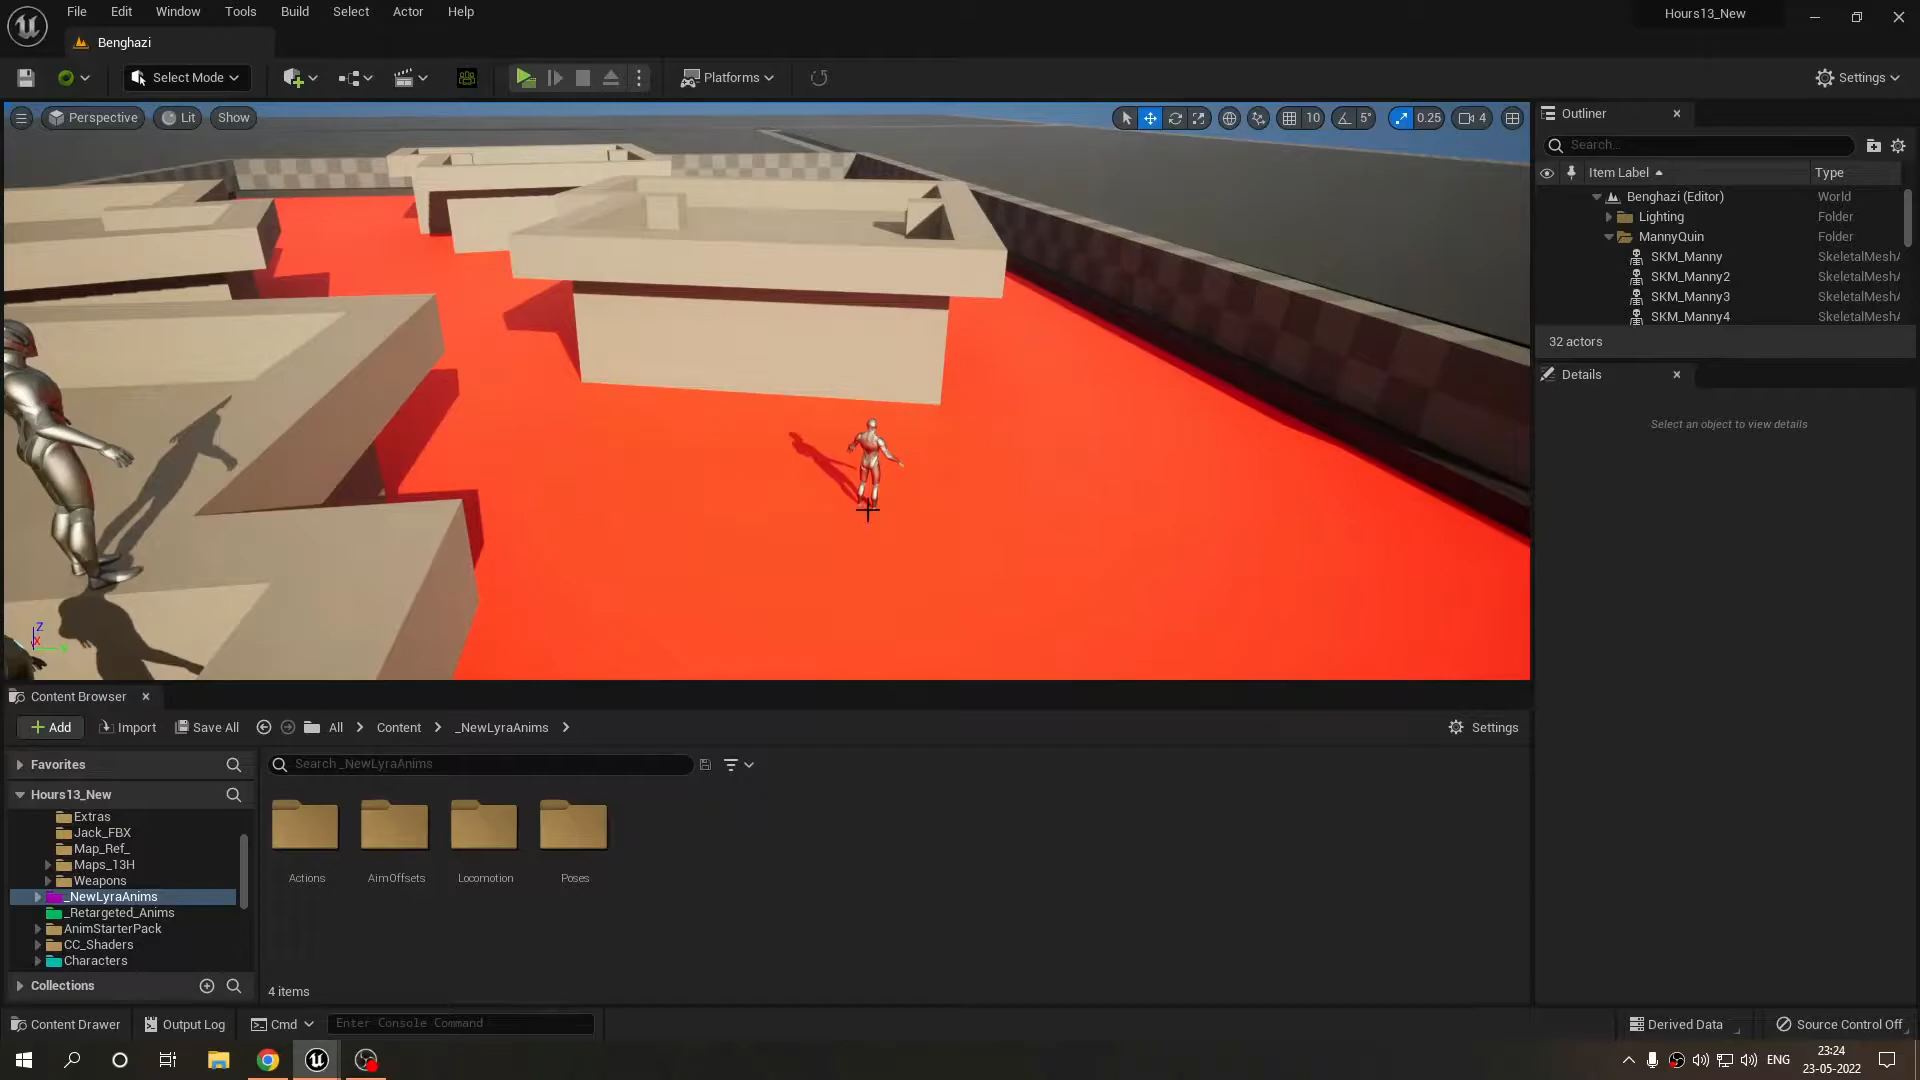 File Edit Window Tools Build Select Actor Help
Hours13_New
Benghazi
Select Mode
Platforms
Settings
Perspective
Lit
Show
10
5°
0.25
4
Outliner
Search...
Item Label
Type
Benghazi (Editor)
World
Lighting
Folder
MannyQuin
Folder
SKM_Manny
SkeletalMeshA
SKM_Manny2
SkeletalMeshA
SKM_Manny3
SkeletalMeshA
SKM_Manny4
SkeletalMeshA
32 actors
Details
Select an object to view details
Z
X
Y
Content Browser
Add
Import
Save All
All
Content
_NewLyraAnims
Settings
Favorites
Search _NewLyraAnims
Hours13_New
Extras
Jack_FBX
Map_Ref_
Maps_13H
Weapons
_NewLyraAnims
_Retargeted_Anims
AnimStarterPack
CC_Shaders
Characters
Collections
Actions
AimOffsets
Locomotion
Poses
4 items
Content Drawer
Output Log
Cmd
Enter Console Command
Derived Data
Source Control Off
ENG
23:24
23-05-2022